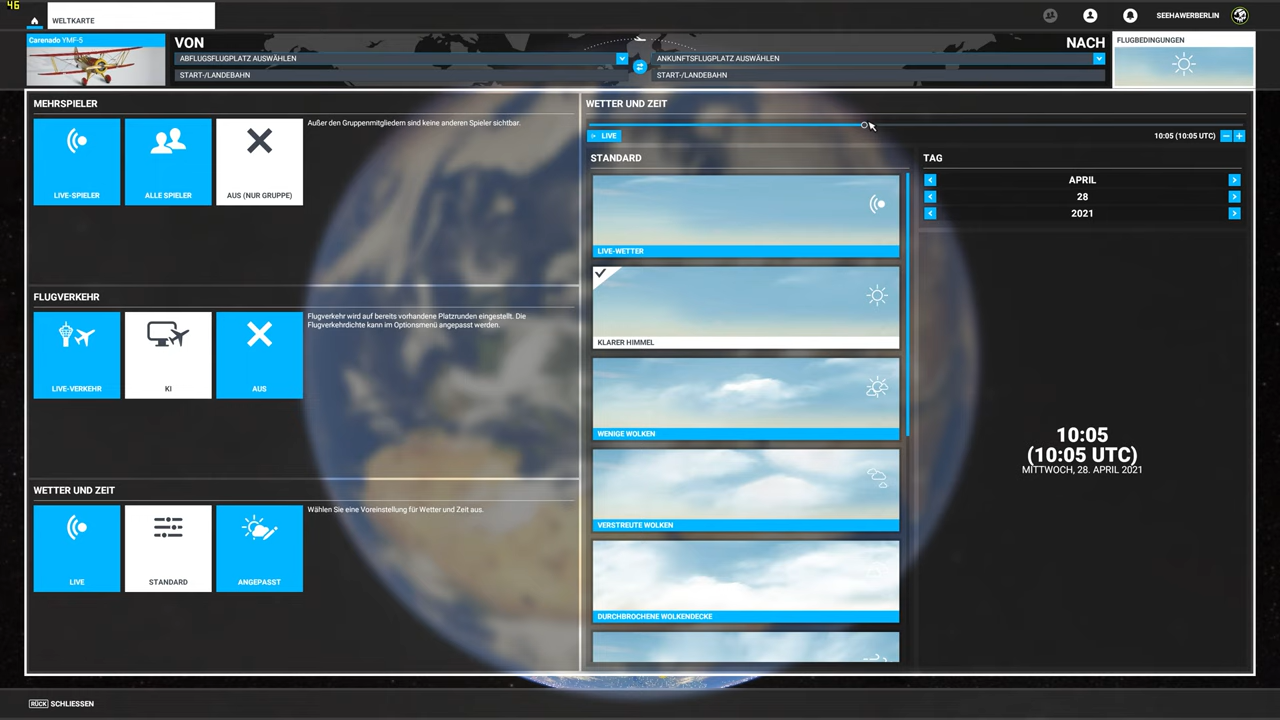 46
WELTKARTE
SEEHAWERBERLIN
Carenado YMF-5
VON
ABFLUGSFLUGPLATZ AUSWÄHLEN
START-/LANDEBAHN
NACH
ANKUNFTSFLUGPLATZ AUSWÄHLEN
START-/LANDEBAHN
FLUGBEDINGUNGEN
MEHRSPIELER
LIVE-SPIELER
ALLE SPIELER
AUS (NUR GRUPPE)
Außer den Gruppenmitgliedern sind keine anderen Spieler sichtbar.
FLUGVERKEHR
LIVE-VERKEHR
KI
AUS
Flugverkehr wird auf bereits vorhandene Platzrunden eingestellt. Die
Flugverkehrdichte kann im Optionsmenü angepasst werden.
WETTER UND ZEIT
LIVE
STANDARD
ANGEPASST
Wählen Sie eine Voreinstellung für Wetter und Zeit aus.
WETTER UND ZEIT
LIVE
10:05 (10:05 UTC)
STANDARD
LIVE-WETTER
KLARER HIMMEL
WENIGE WOLKEN
VERSTREUTE WOLKEN
DURCHBROCHENE WOLKENDECKE
TAG
APRIL
28
2021
10:05
(10:05 UTC)
MITTWOCH, 28. APRIL 2021
RÜCK SCHLIESSEN